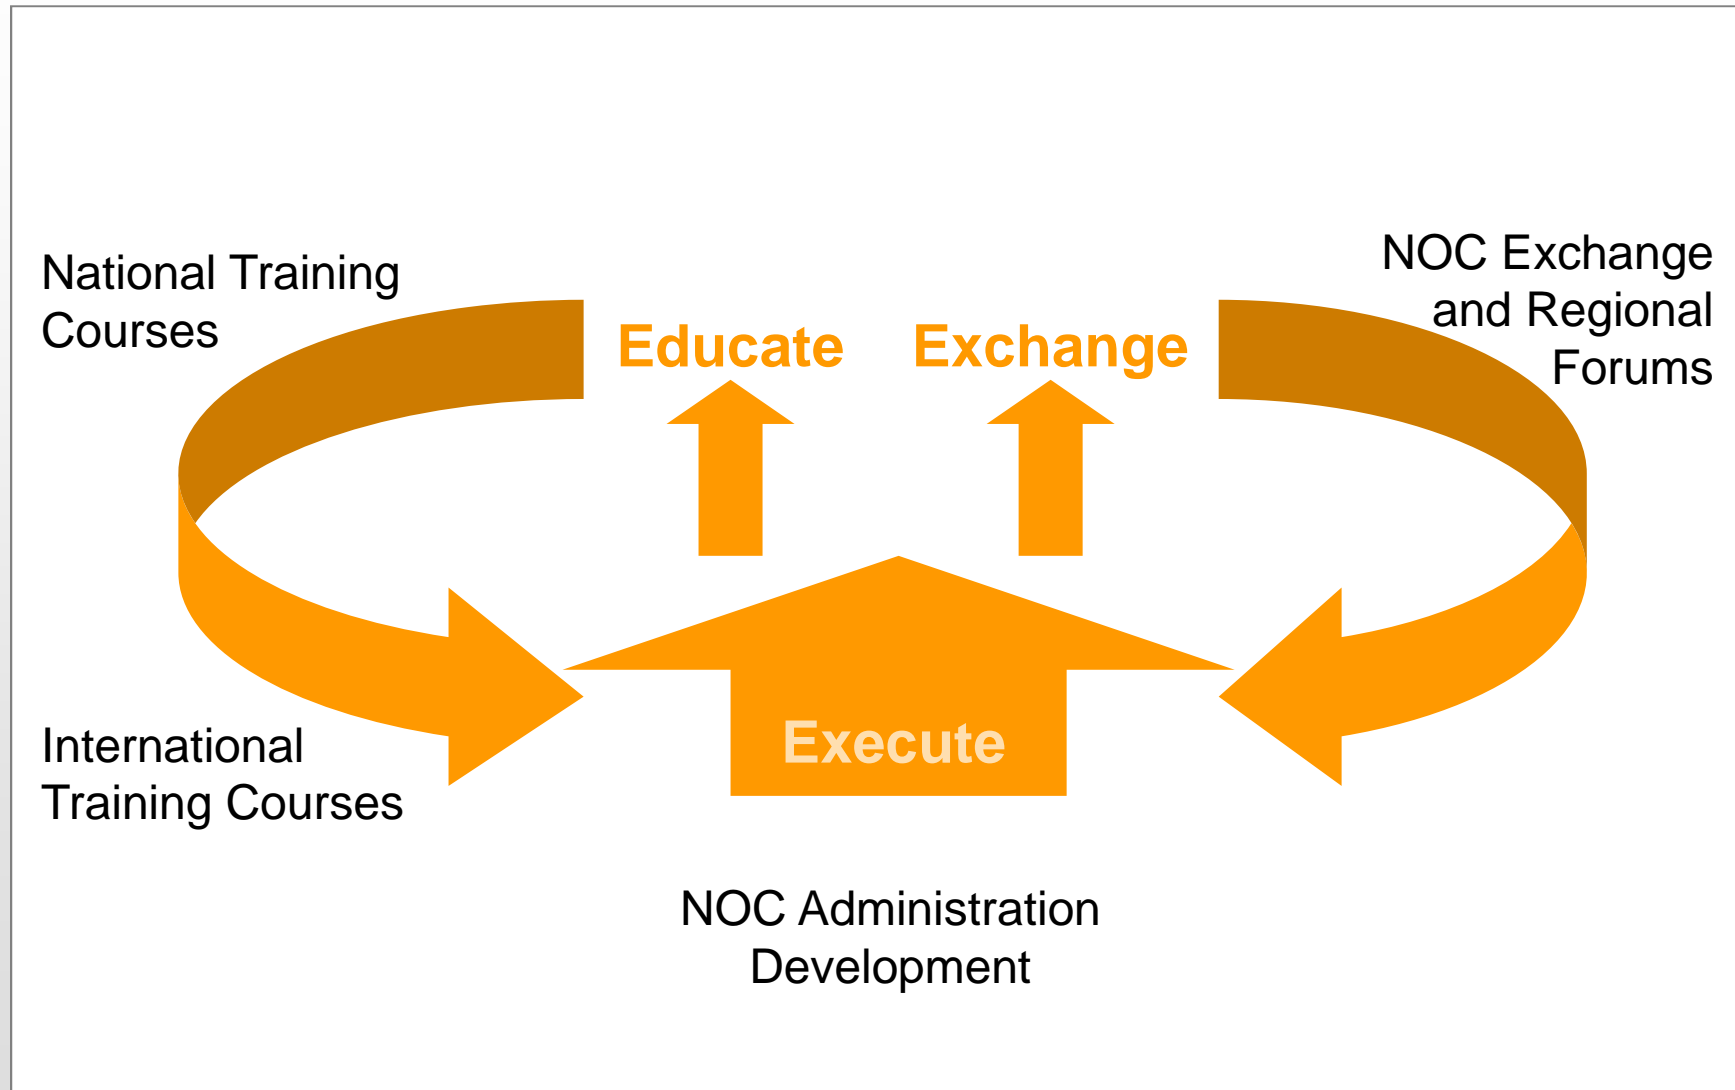 National Training
Courses
NOC Exchange
and Regional
Forums
Educate
Exchange
International
Training Courses
Execute
NOC Administration
Development